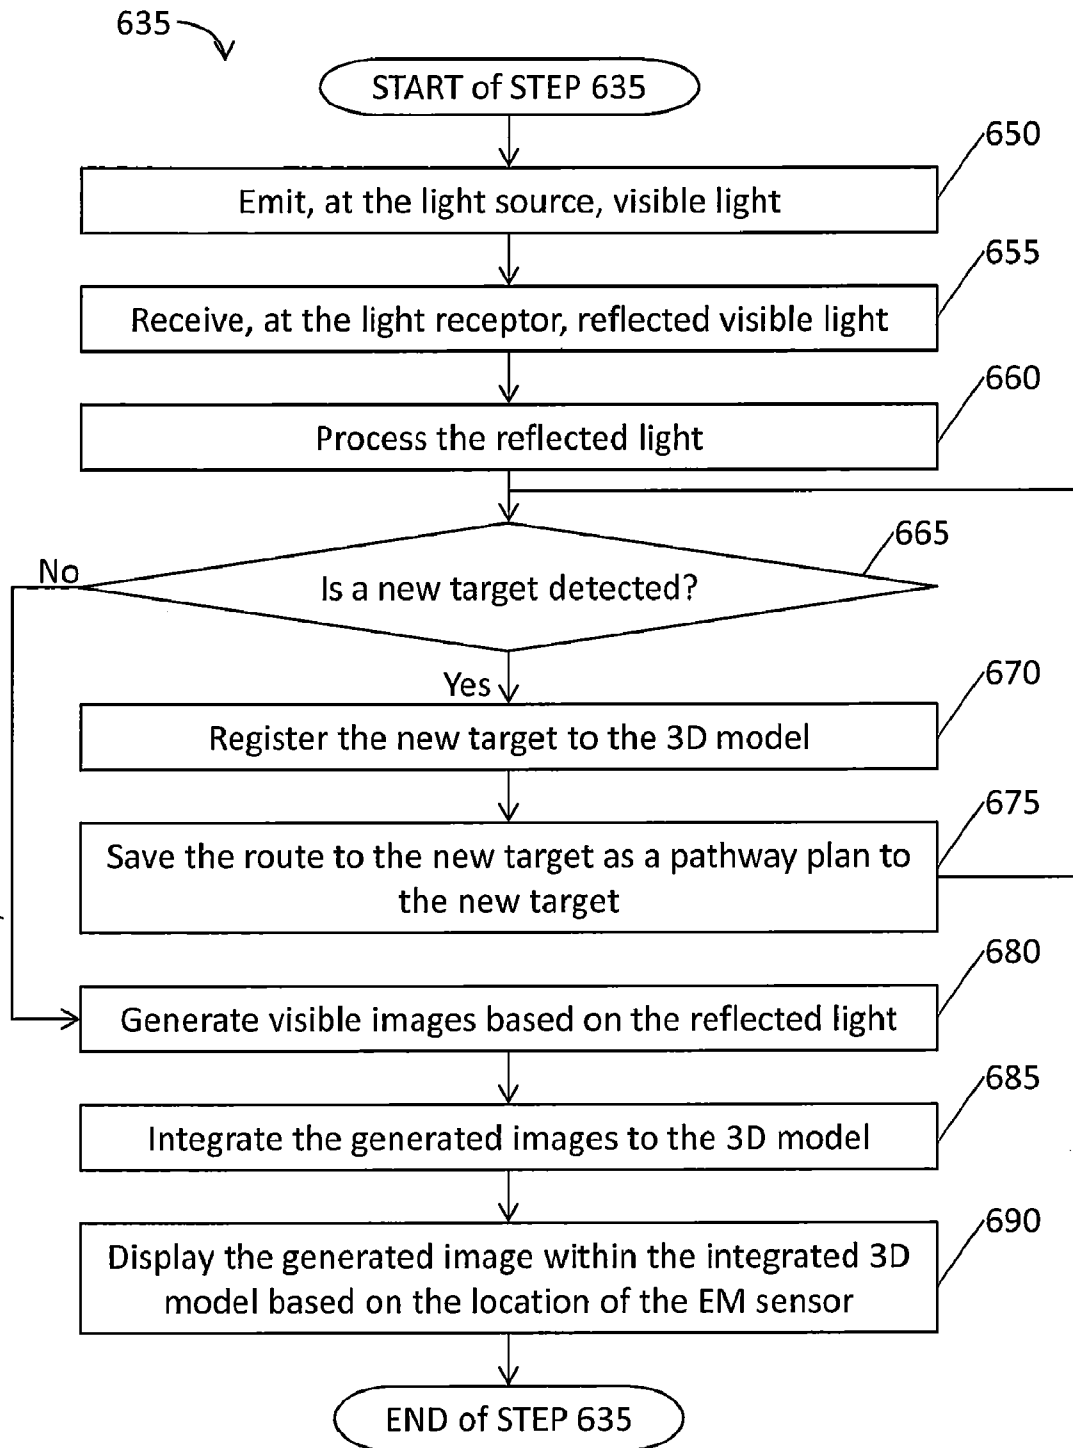 635
START of STEP 635
650
Emit, at the light source, visible light
655
Receive, at the light receptor, reflected visible light
660
Process the reflected light
665
Is a new target detected?
No
Yes
670
Register the new target to the 3D model
675
Save the route to the new target as a pathway plan to
the new target
680
Generate visible images based on the reflected light
685
Integrate the generated images to the 3D model
690
Display the generated image within the integrated 3D
model based on the location of the EM sensor
END of STEP 635